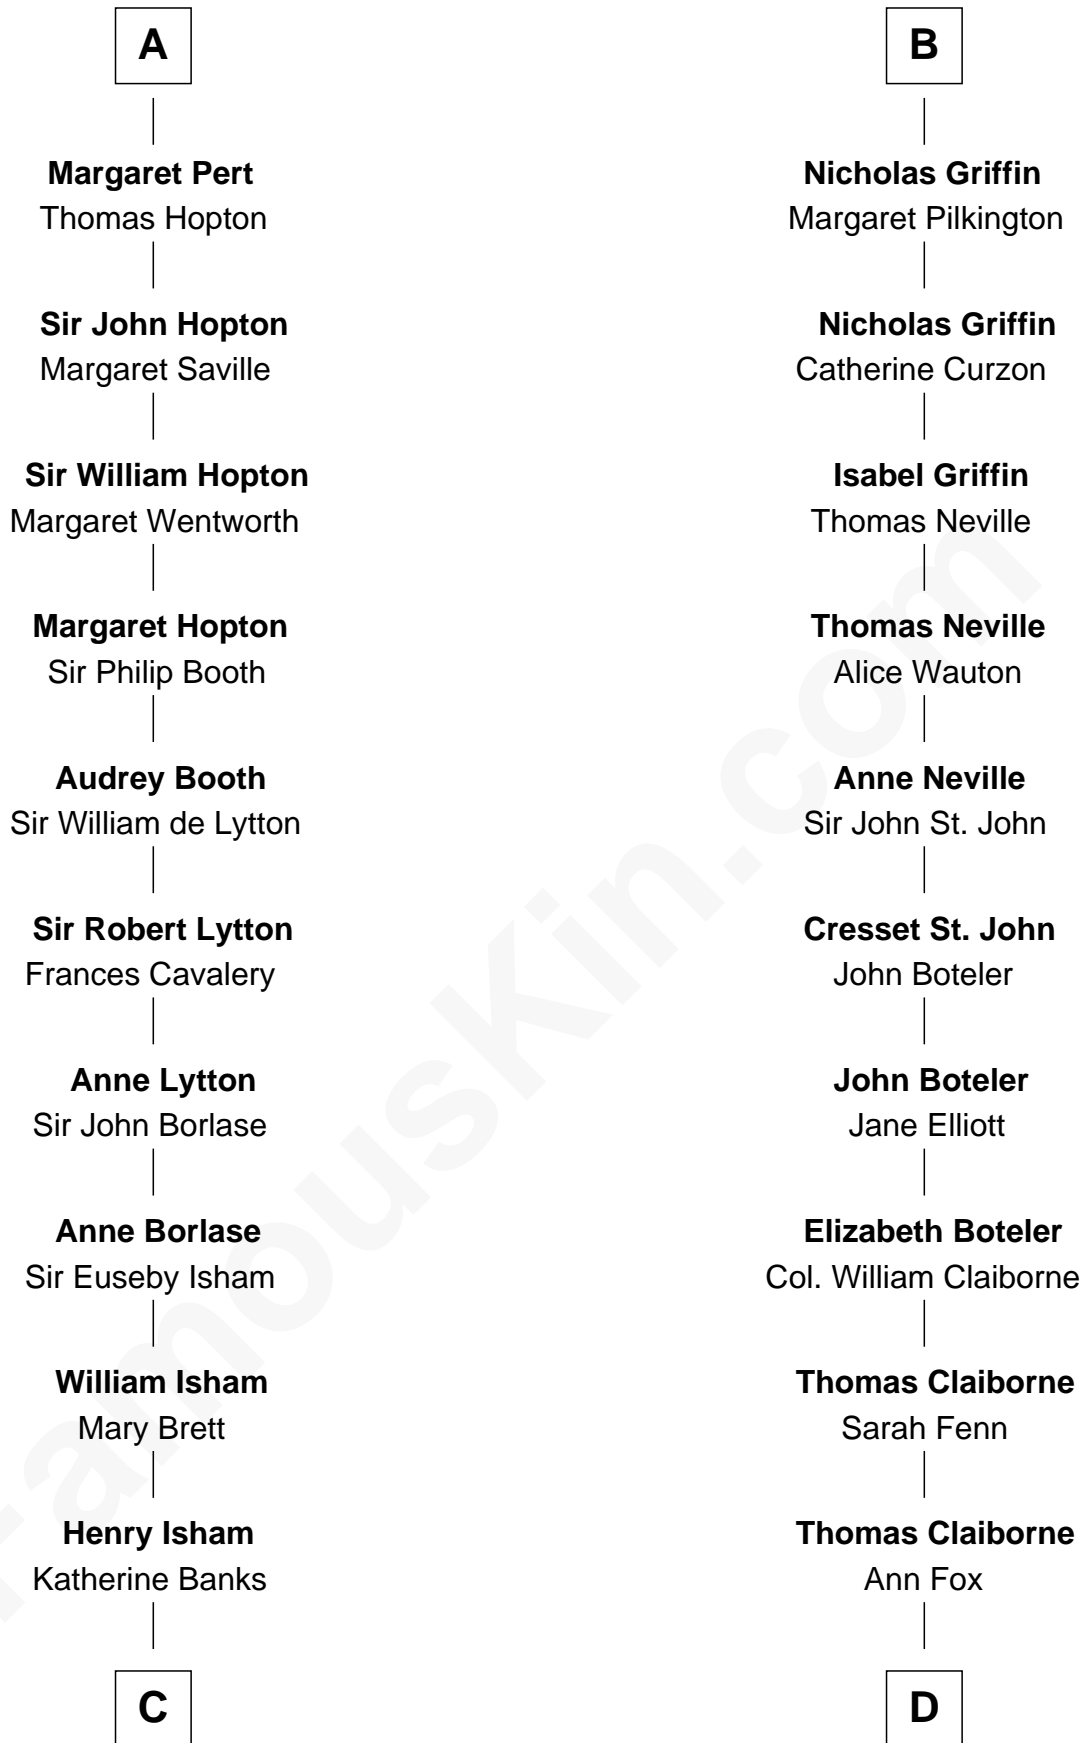 A
Margaret Pert
Thomas Hopton
Sir John Hopton
Margaret Saville
Sir William Hopton
Margaret Wentworth
Margaret Hopton
Sir Philip Booth
Audrey Booth
Sir William de Lytton
Sir Robert Lytton
Frances Cavalery
Anne Lytton
Sir John Borlase
Anne Borlase
Sir Euseby Isham
William Isham
Mary Brett
Henry Isham
Katherine Banks
C
B
Nicholas Griffin
Margaret Pilkington
Nicholas Griffin
Catherine Curzon
Isabel Griffin
Thomas Neville
Thomas Neville
Alice Wauton
Anne Neville
Sir John St. John
Cresset St. John
John Boteler
John Boteler
Jane Elliott
Elizabeth Boteler
Col. William Claiborne
Thomas Claiborne
Sarah Fenn
Thomas Claiborne
Ann Fox
D
FamousKin.com